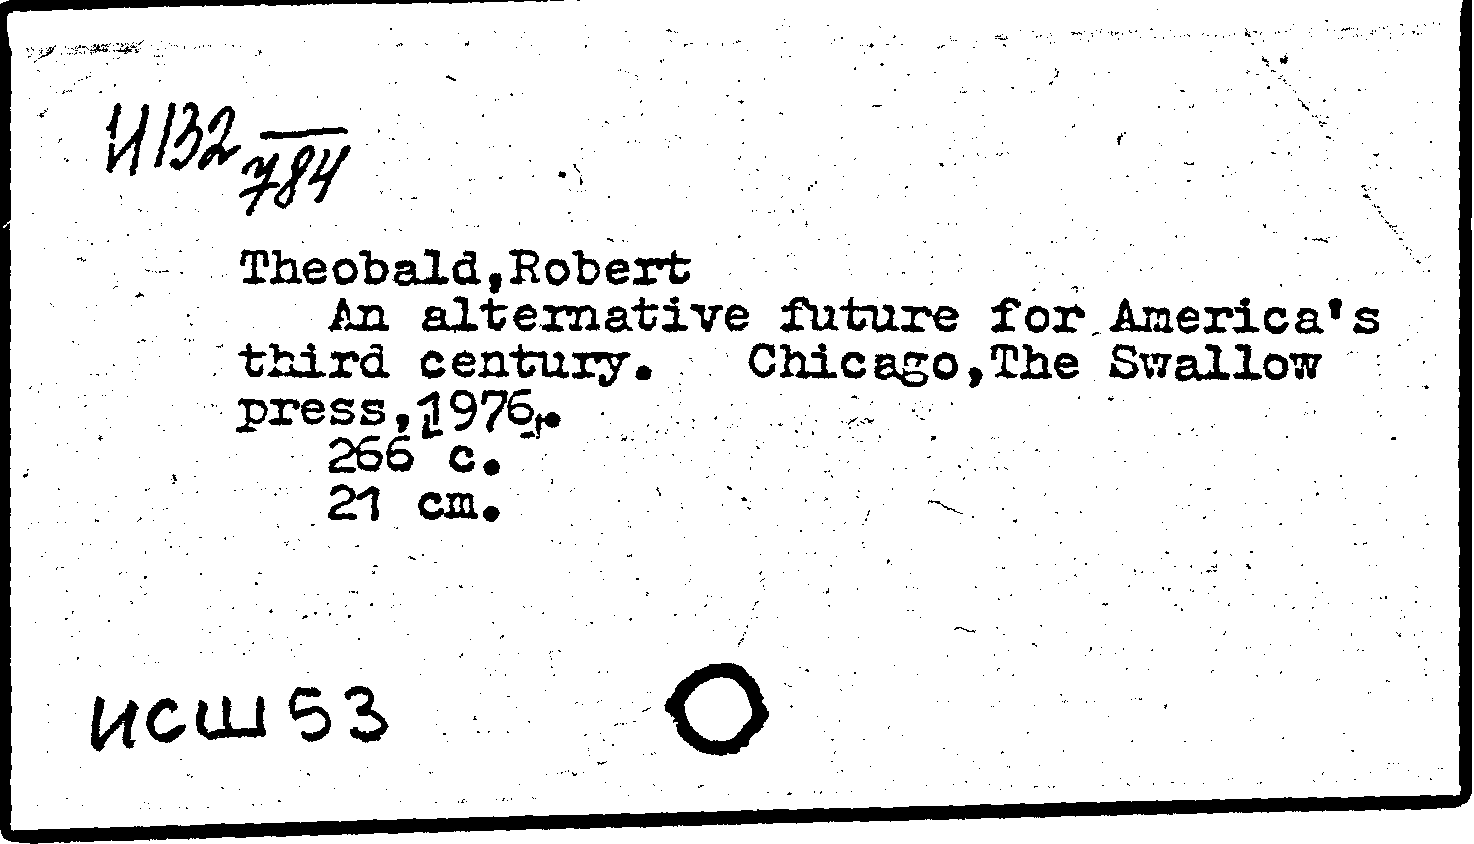 И132
784
Theobald,Robert
An alternative future for America's
third century. Chicago,The Swallow
press,[1976].
266 c.
21 cm.
ИСШ 53